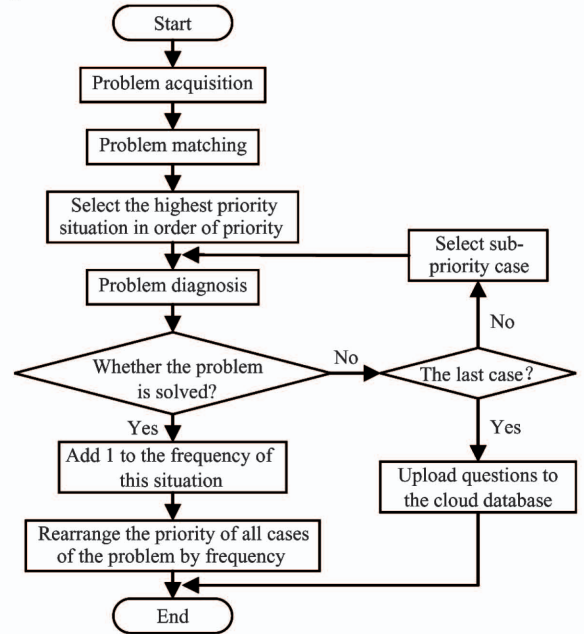 Start
Problem acquisition
Problem matching
Select the highest priority
situation in order of priority
Select sub-
priority case
Problem diagnosis
No
Whether the problem
is solved?
No
The last case?
Yes
Yes
Add 1 to the frequency of
this situation
Upload questions to
the cloud database
Rearrange the priority of all cases
of the problem by frequency
End